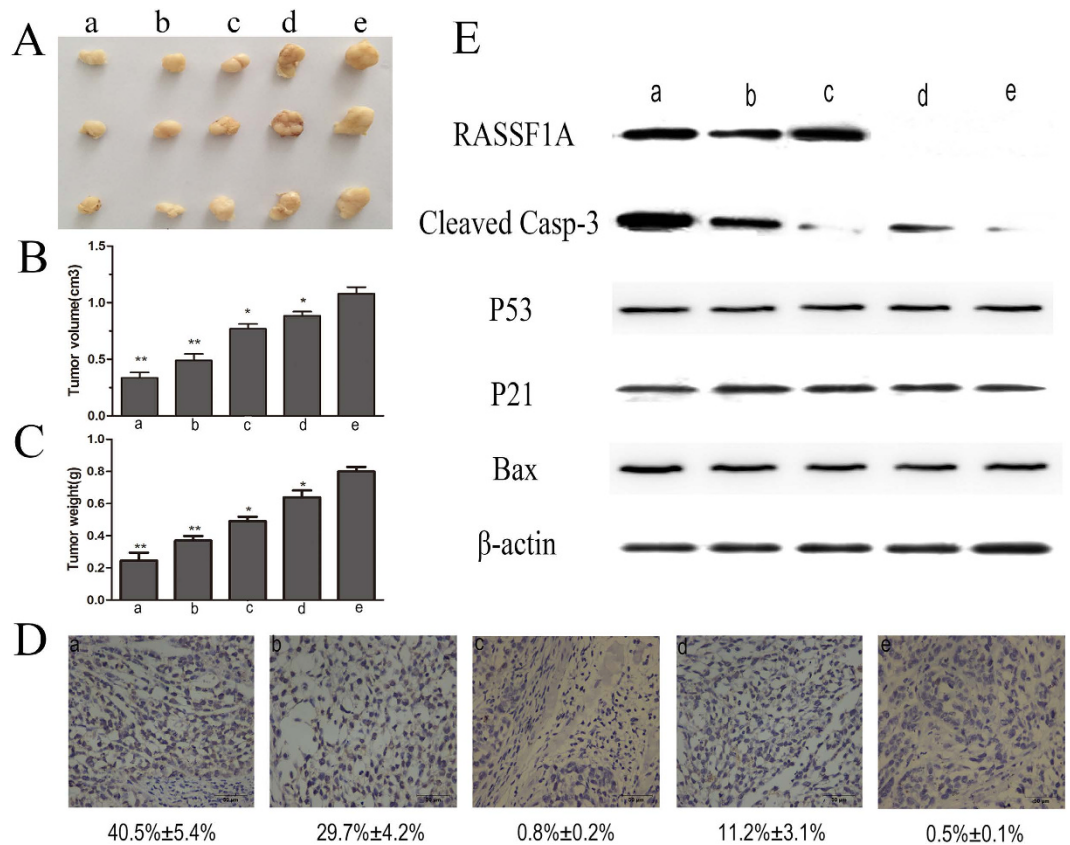 A
a b c d e
B
Tumor volume(cm3)
1.5
1.0
0.5
0.0
** ** * *
a b c d e
C
Tumor weight(g)
1.0
0.8
0.6
0.4
0.2
0.0
** ** * *
a b c d e
E
a b c d e
RASSF1A
Cleaved Casp-3
P53
P21
Bax
β-actin
D
a b c d e
40.5%±5.4% 29.7%±4.2% 0.8%±0.2% 11.2%±3.1% 0.5%±0.1%